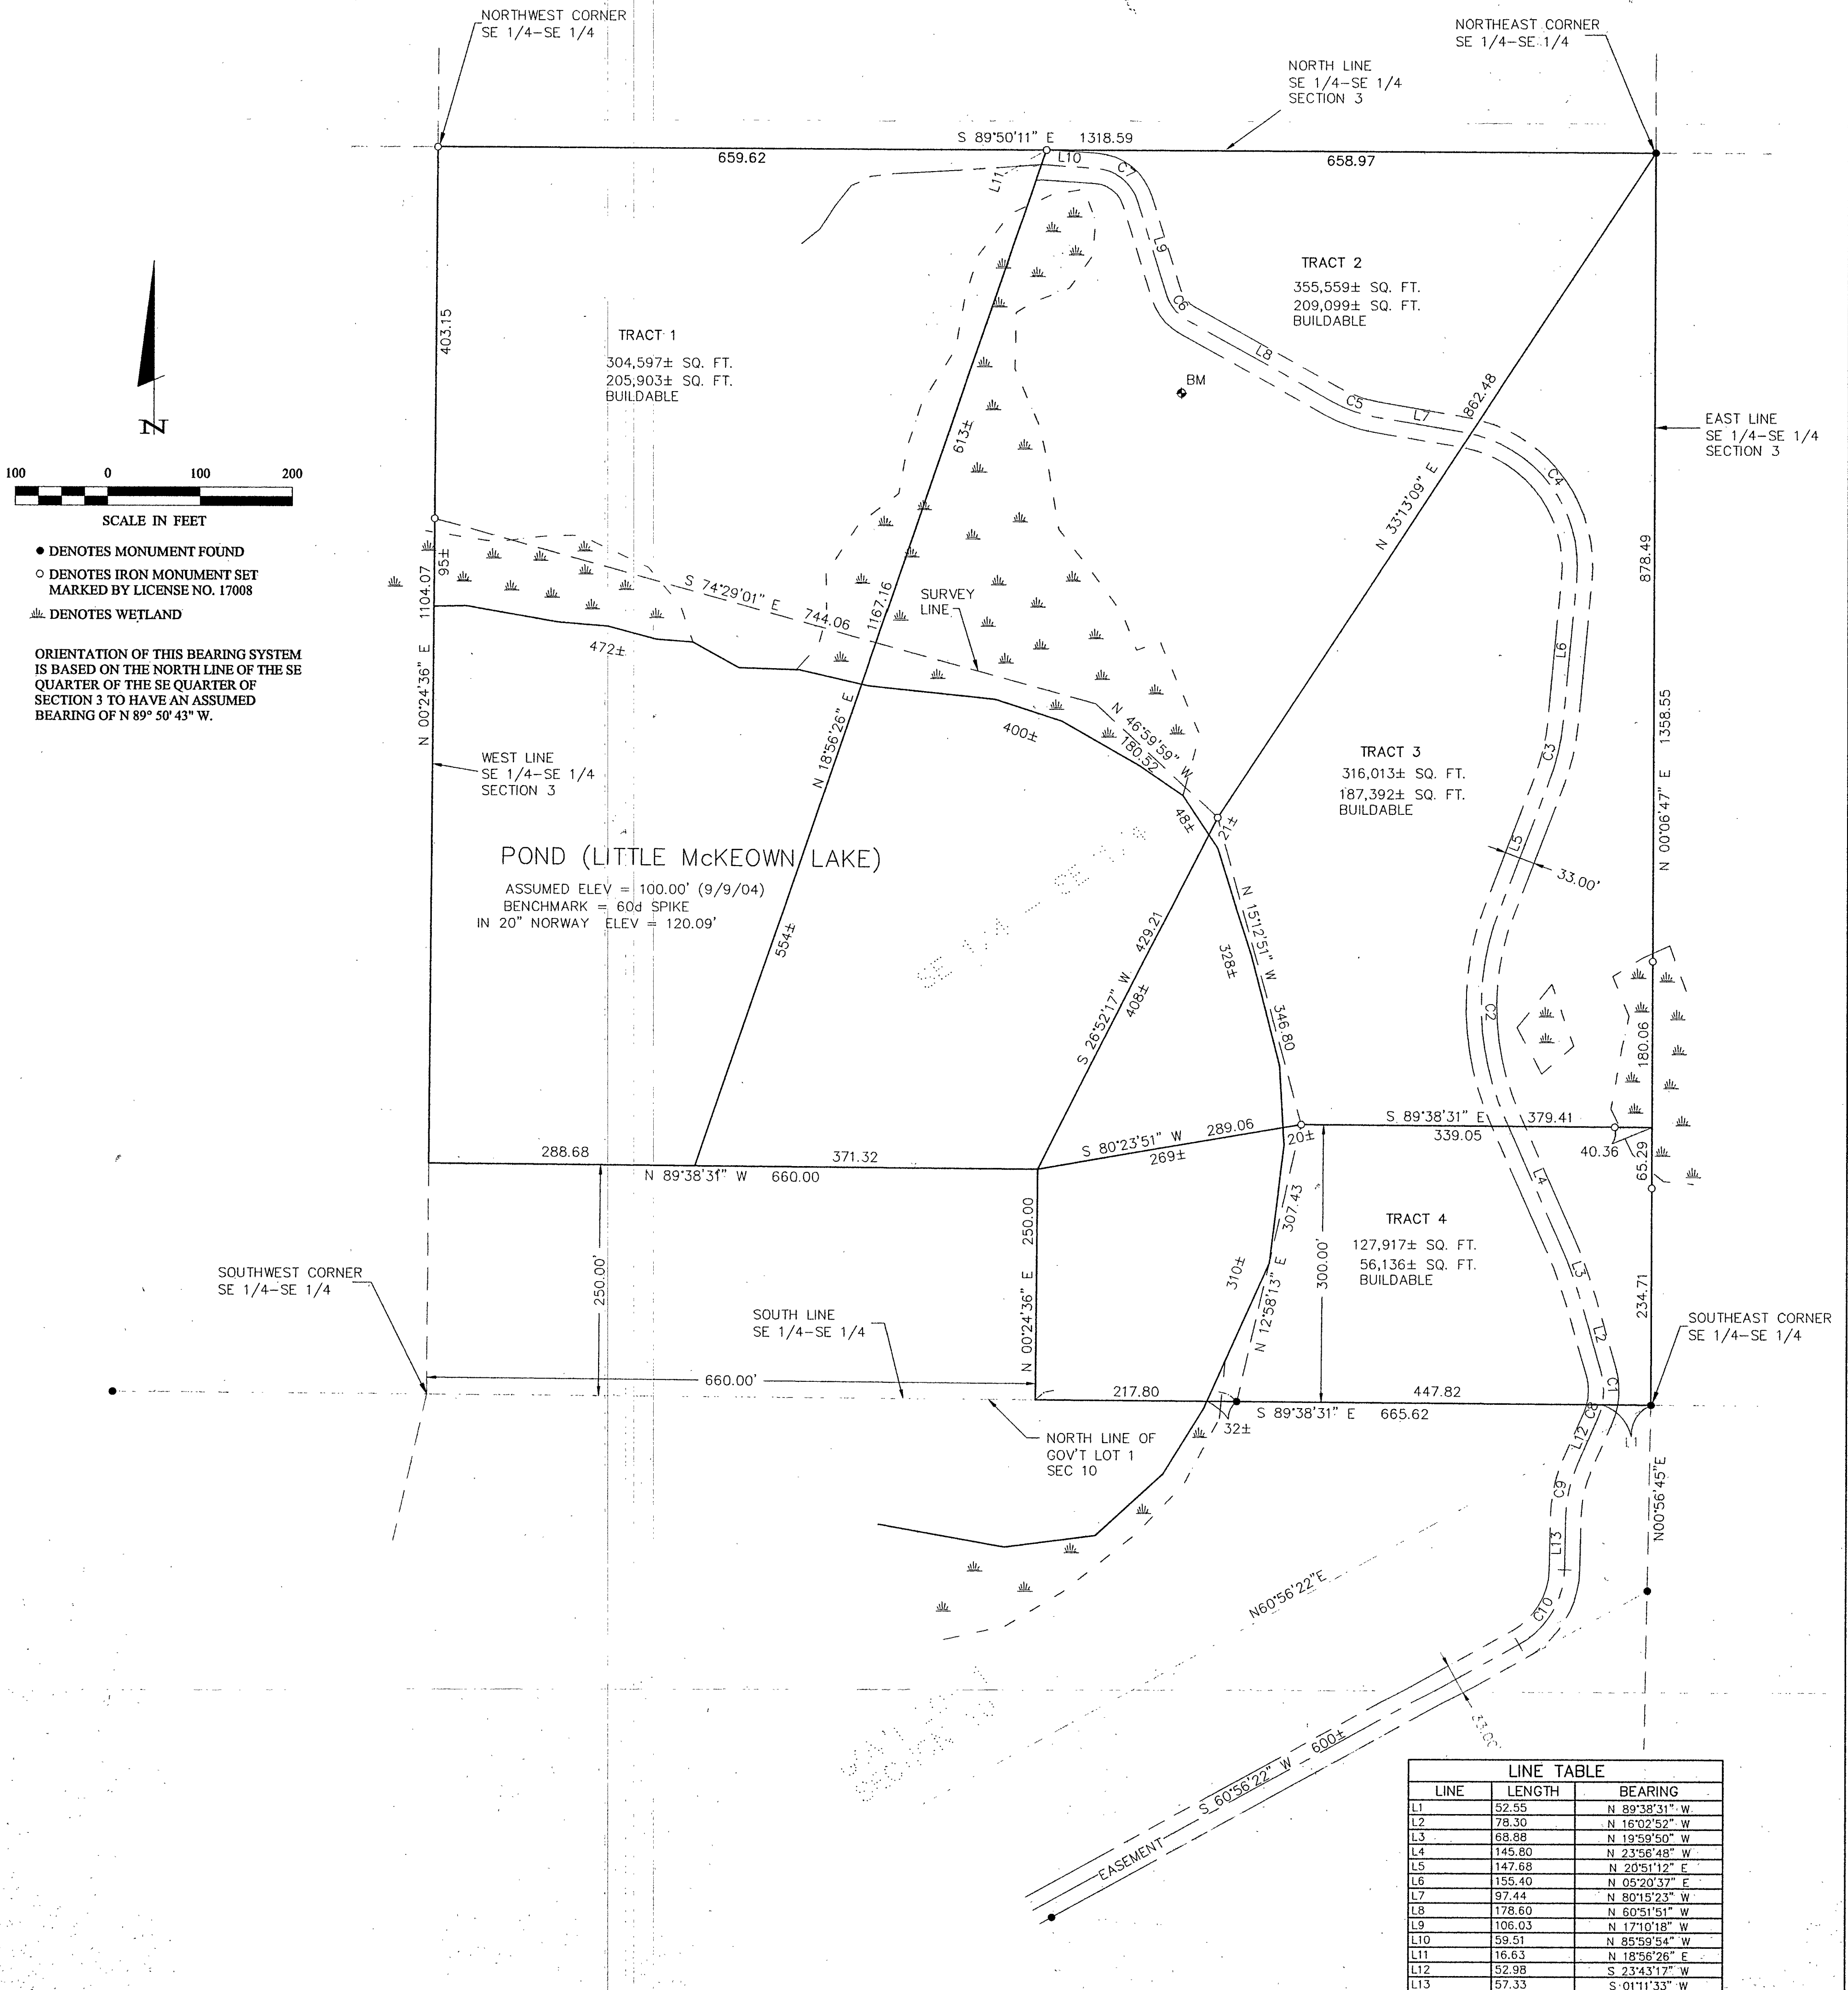 NORTHWEST CORNER
SE 1/4-SE 1/4
NORTHEAST CORNER
SE 1/4-SE 1/4
NORTH LINE
SE 1/4-SE 1/4
SECTION 3
S 89°50'11" E 1318.59
659.62
658.97
L10
C7
L11
L9
C6
L8
C5
L7
C4
TRACT 2
355,559± SQ. FT.
209,099± SQ. FT.
BUILDABLE
BM
862.48
N 33°13'09" E
EAST LINE
SE 1/4-SE 1/4
SECTION 3
878.49
403.15
TRACT 1
304,597± SQ. FT.
205,903± SQ. FT.
BUILDABLE
613±
N
100 0 100 200
SCALE IN FEET
● DENOTES MONUMENT FOUND
○ DENOTES IRON MONUMENT SET
MARKED BY LICENSE NO. 17008
DENOTES WETLAND
ORIENTATION OF THIS BEARING SYSTEM
IS BASED ON THE NORTH LINE OF THE SE
QUARTER OF THE SE QUARTER OF
SECTION 3 TO HAVE AN ASSUMED
BEARING OF N 89° 50' 43" W.
95±
N 00°24'36" E 1104.07
S 74°29'01" E
744.06
472±
1167.16
N 18°56'26" E
SURVEY
LINE
400±
N 46°59'59" W
180.52
48±
21±
L6
C3
L5
33.00'
N 00°06'47" E 1358.55
TRACT 3
316,013± SQ. FT.
187,392± SQ. FT.
BUILDABLE
WEST LINE
SE 1/4-SE 1/4
SECTION 3
POND (LITTLE McKEOWN LAKE)
ASSUMED ELEV = 100.00' (9/9/04)
BENCHMARK = 60d SPIKE
IN 20" NORWAY ELEV = 120.09'
SE 1/4 - SE 1/4
554±
S 26°52'17" W 429.21
408±
N 15°12'51" W 346.80
328±
C2
180.06
S 89°38'31" E 379.41
339.05
40.36
65.29
S 80°23'51" W 289.06
269±
20±
288.68
371.32
N 89°38'31" W 660.00
250.00'
N 00°24'36" E 250.00
310±
N 12°58'13" E 307.43
300.00'
L4
TRACT 4
127,917± SQ. FT.
56,136± SQ. FT.
BUILDABLE
L3
L2
234.71
SOUTHWEST CORNER
SE 1/4-SE 1/4
SOUTH LINE
SE 1/4-SE 1/4
SOUTHEAST CORNER
SE 1/4-SE 1/4
660.00'
217.80
447.82
S 89°38'31" E 665.62
32±
C1
C8
L1
L12
C9
L13
C10
NORTH LINE OF
GOV'T LOT 1
SEC 10
N00°56'45"E
N60°56'22"E
33.00'
S 60°56'22" W 600±
EASEMENT
LINE TABLE
LINE LENGTH BEARING
L1 52.55 N 89°38'31" W
L2 78.30 N 16°02'52" W
L3 68.88 N 19°59'50" W
L4 145.80 N 23°56'48" W
L5 147.68 N 20°51'12" E
L6 155.40 N 05°20'37" E
L7 97.44 N 80°15'23" W
L8 178.60 N 60°51'51" W
L9 106.03 N 17°10'18" W
L10 59.51 N 85°59'54" W
L11 16.63 N 18°56'26" E
L12 52.98 S 23°43'17" W
L13 57.33 S 01°11'33" W